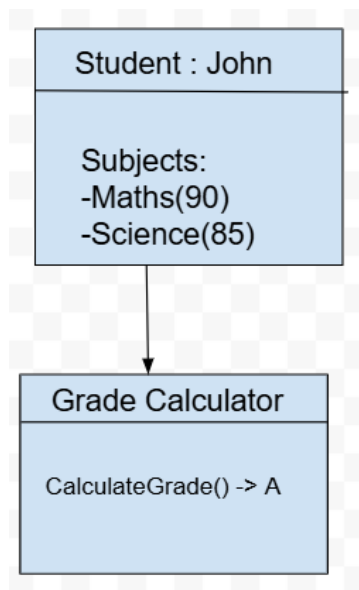 Student : John
Subjects:
-Maths(90)
-Science(85)
Grade Calculator
CalculateGrade() -> A